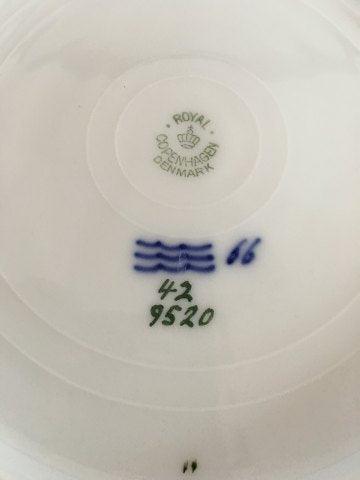 ROYAL
COPENHAGEN
DENMARK
66
42
9520